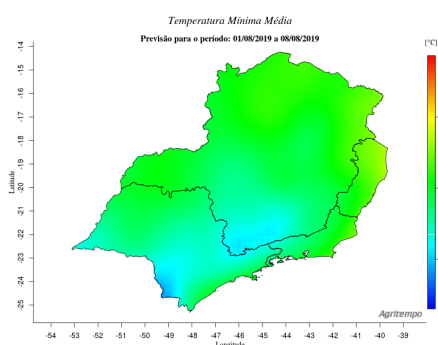 Temperatura Mínima Média
Previsão para o período: 01/08/2019 a 08/08/2019
[°C]
-14
-15
-16
-17
-18
-19
-20
-21
-22
-23
-24
-25
Latitude
-54 -53 -52 -51 -50 -49 -48 -47 -46 -45 -44 -43 -42 -41 -40 -39
Longitude
Agritempo